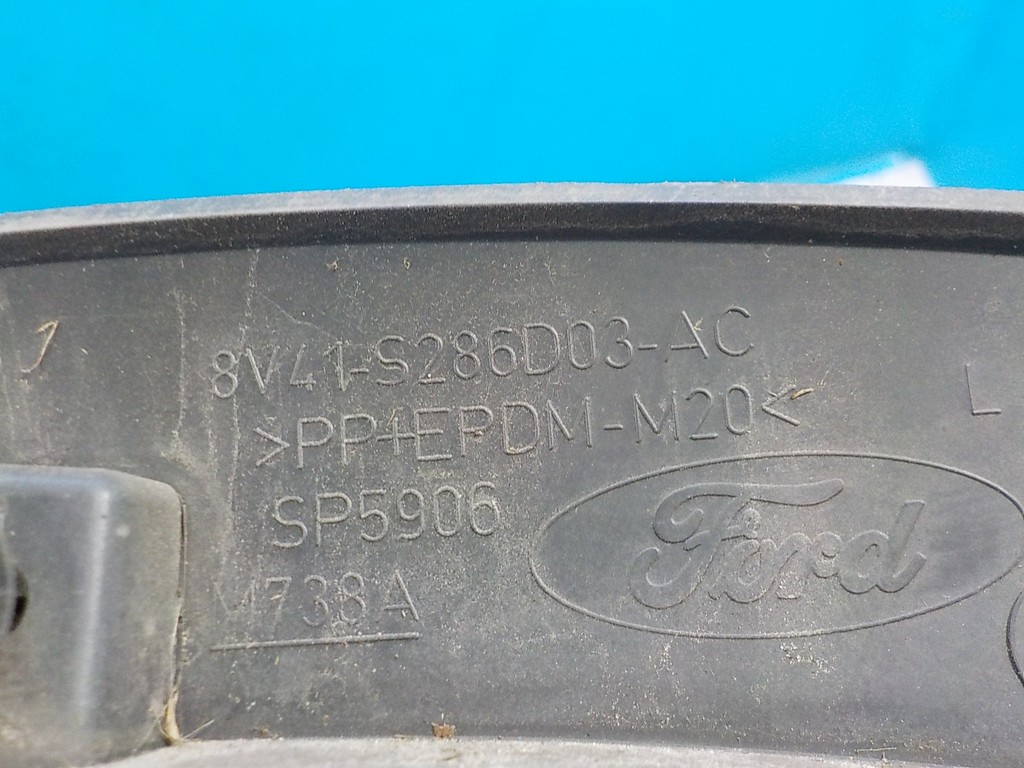 8V41-S286D03-AC
>PP+EPDM-M20<
L
SP5906
Ford
M738A